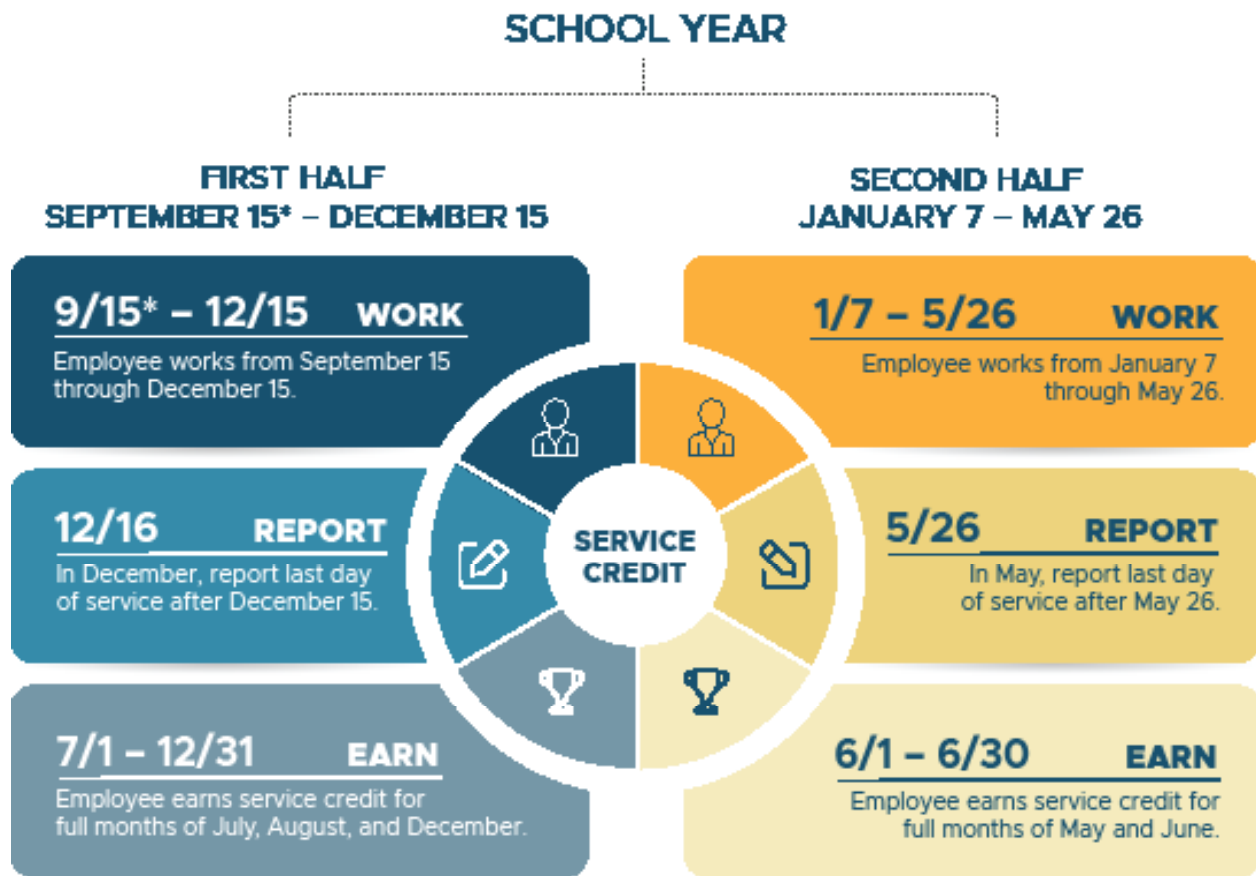 SCHOOL YEAR
FIRST HALF
SEPTEMBER 15* – DECEMBER 15
9/15* – 12/15 WORK
Employee works from September 15
through December 15.
12/16 REPORT
In December, report last day
of service after December 15.
7/1 – 12/31 EARN
Employee earns service credit for
full months of July, August, and December.
SERVICE
CREDIT
SECOND HALF
JANUARY 7 – MAY 26
1/7 – 5/26 WORK
Employee works from January 7
through May 26.
5/26 REPORT
In May, report last day
of service after May 26.
6/1 – 6/30 EARN
Employee earns service credit for
full months of May and June.